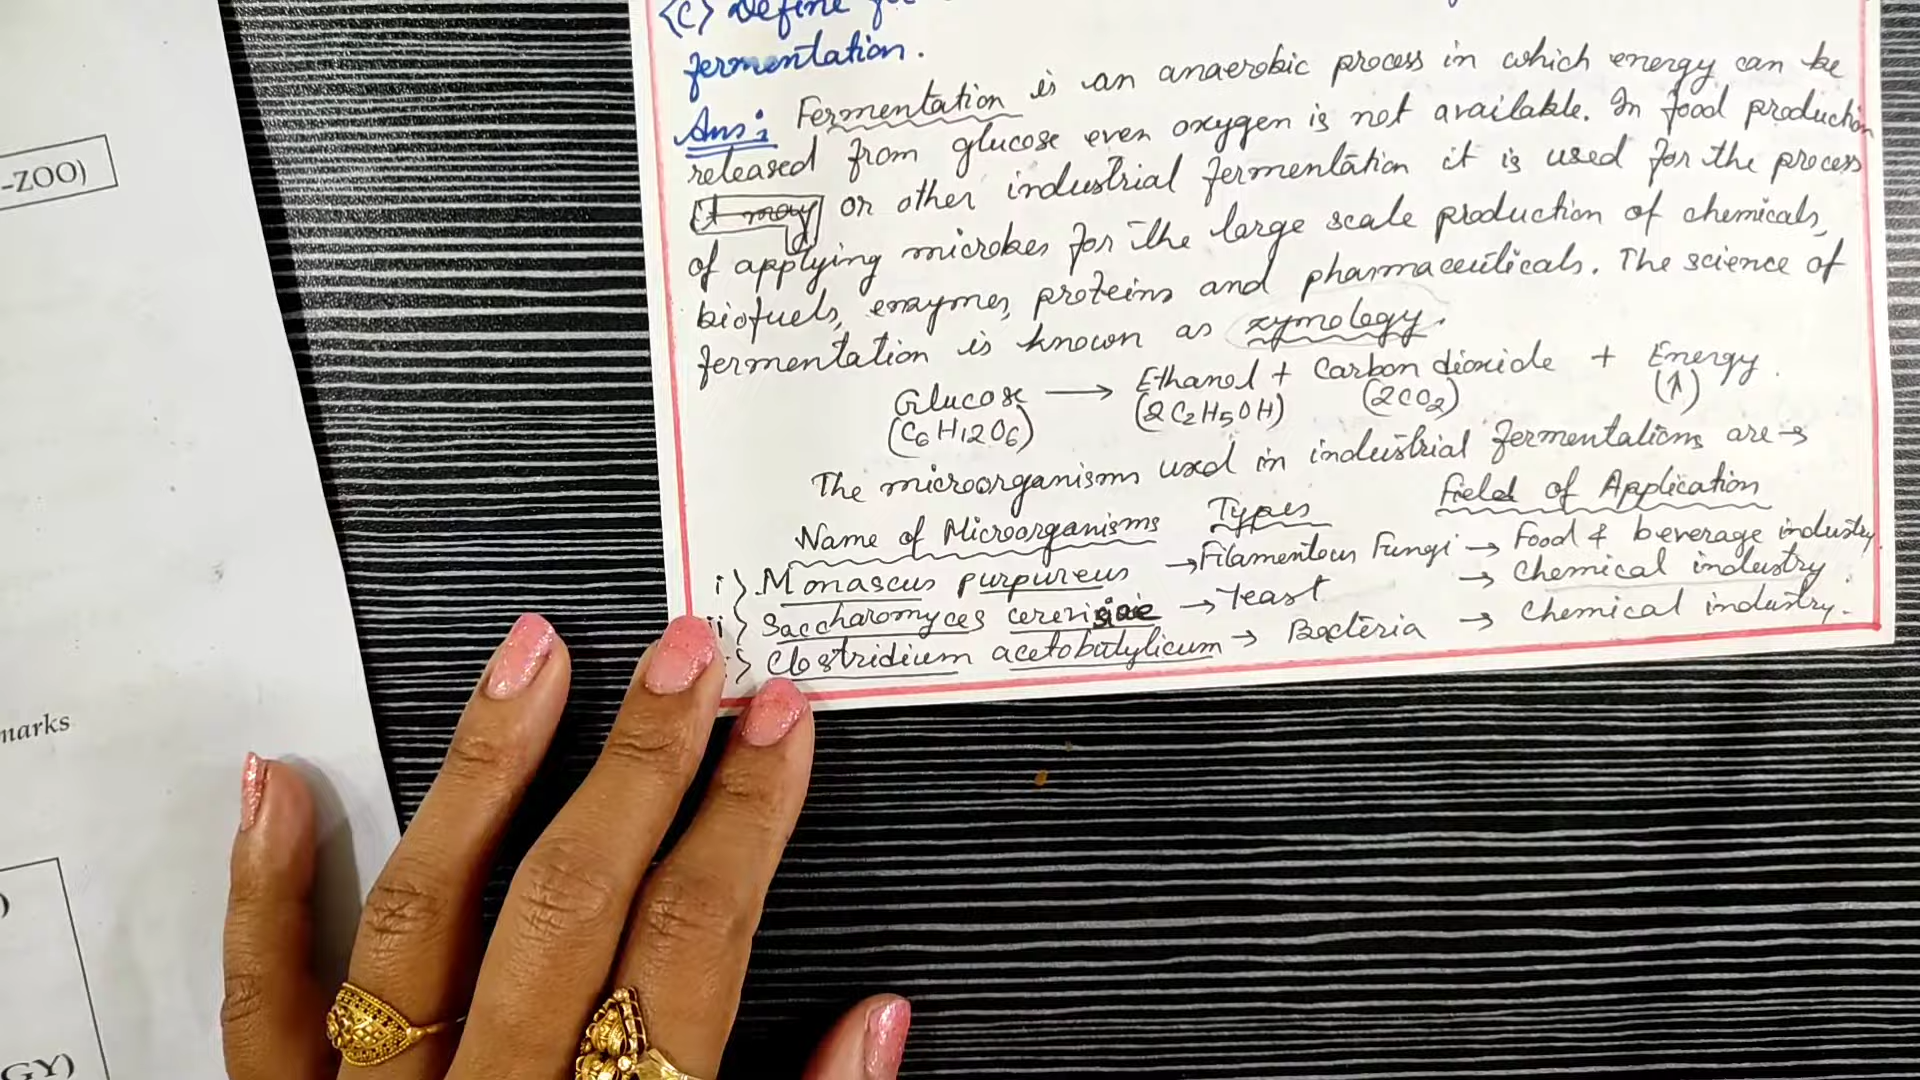 -ZOO)
marks
)
GY)
(C) Define
fermentation.
Ans: Fermentation is an anaerobic process in which energy can be
released from glucose even oxygen is not available. In food production
It may or other industrial fermentation it is used for the process
of applying microbes for the large scale production of chemicals,
biofuels, enzymes, proteins and pharmaceuticals. The science of
fermentation is known as zymology.
Glucose → Ethanol + Carbon dioxide + Energy.
(C6H12O6) (2C2H5OH) (2CO2) (↑)
The microorganisms used in industrial fermentations are →
Name of Microorganisms Types Field of Application
i) Monascus purpureus → Filamentous Fungi → Food & beverage industry.
ii) Saccharomyces cerevisiae → Yeast → Chemical industry.
) Clostridium acetobutylicum → Bacteria → Chemical industry.